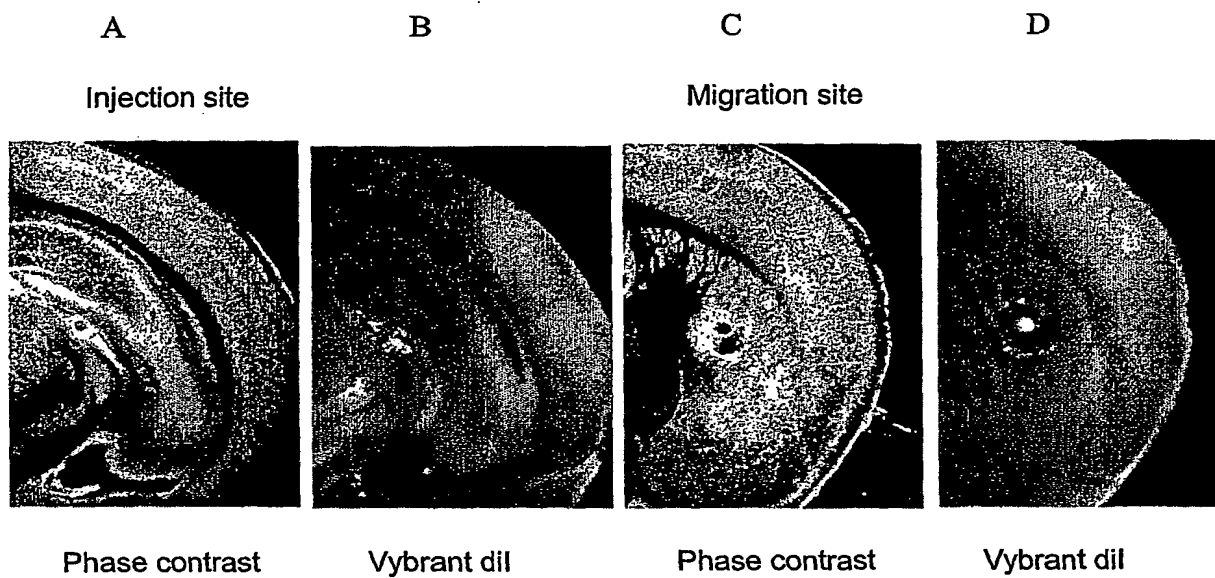 A B C D
Injection site Migration site
Phase contrast Vybrant dil Phase contrast Vybrant dil